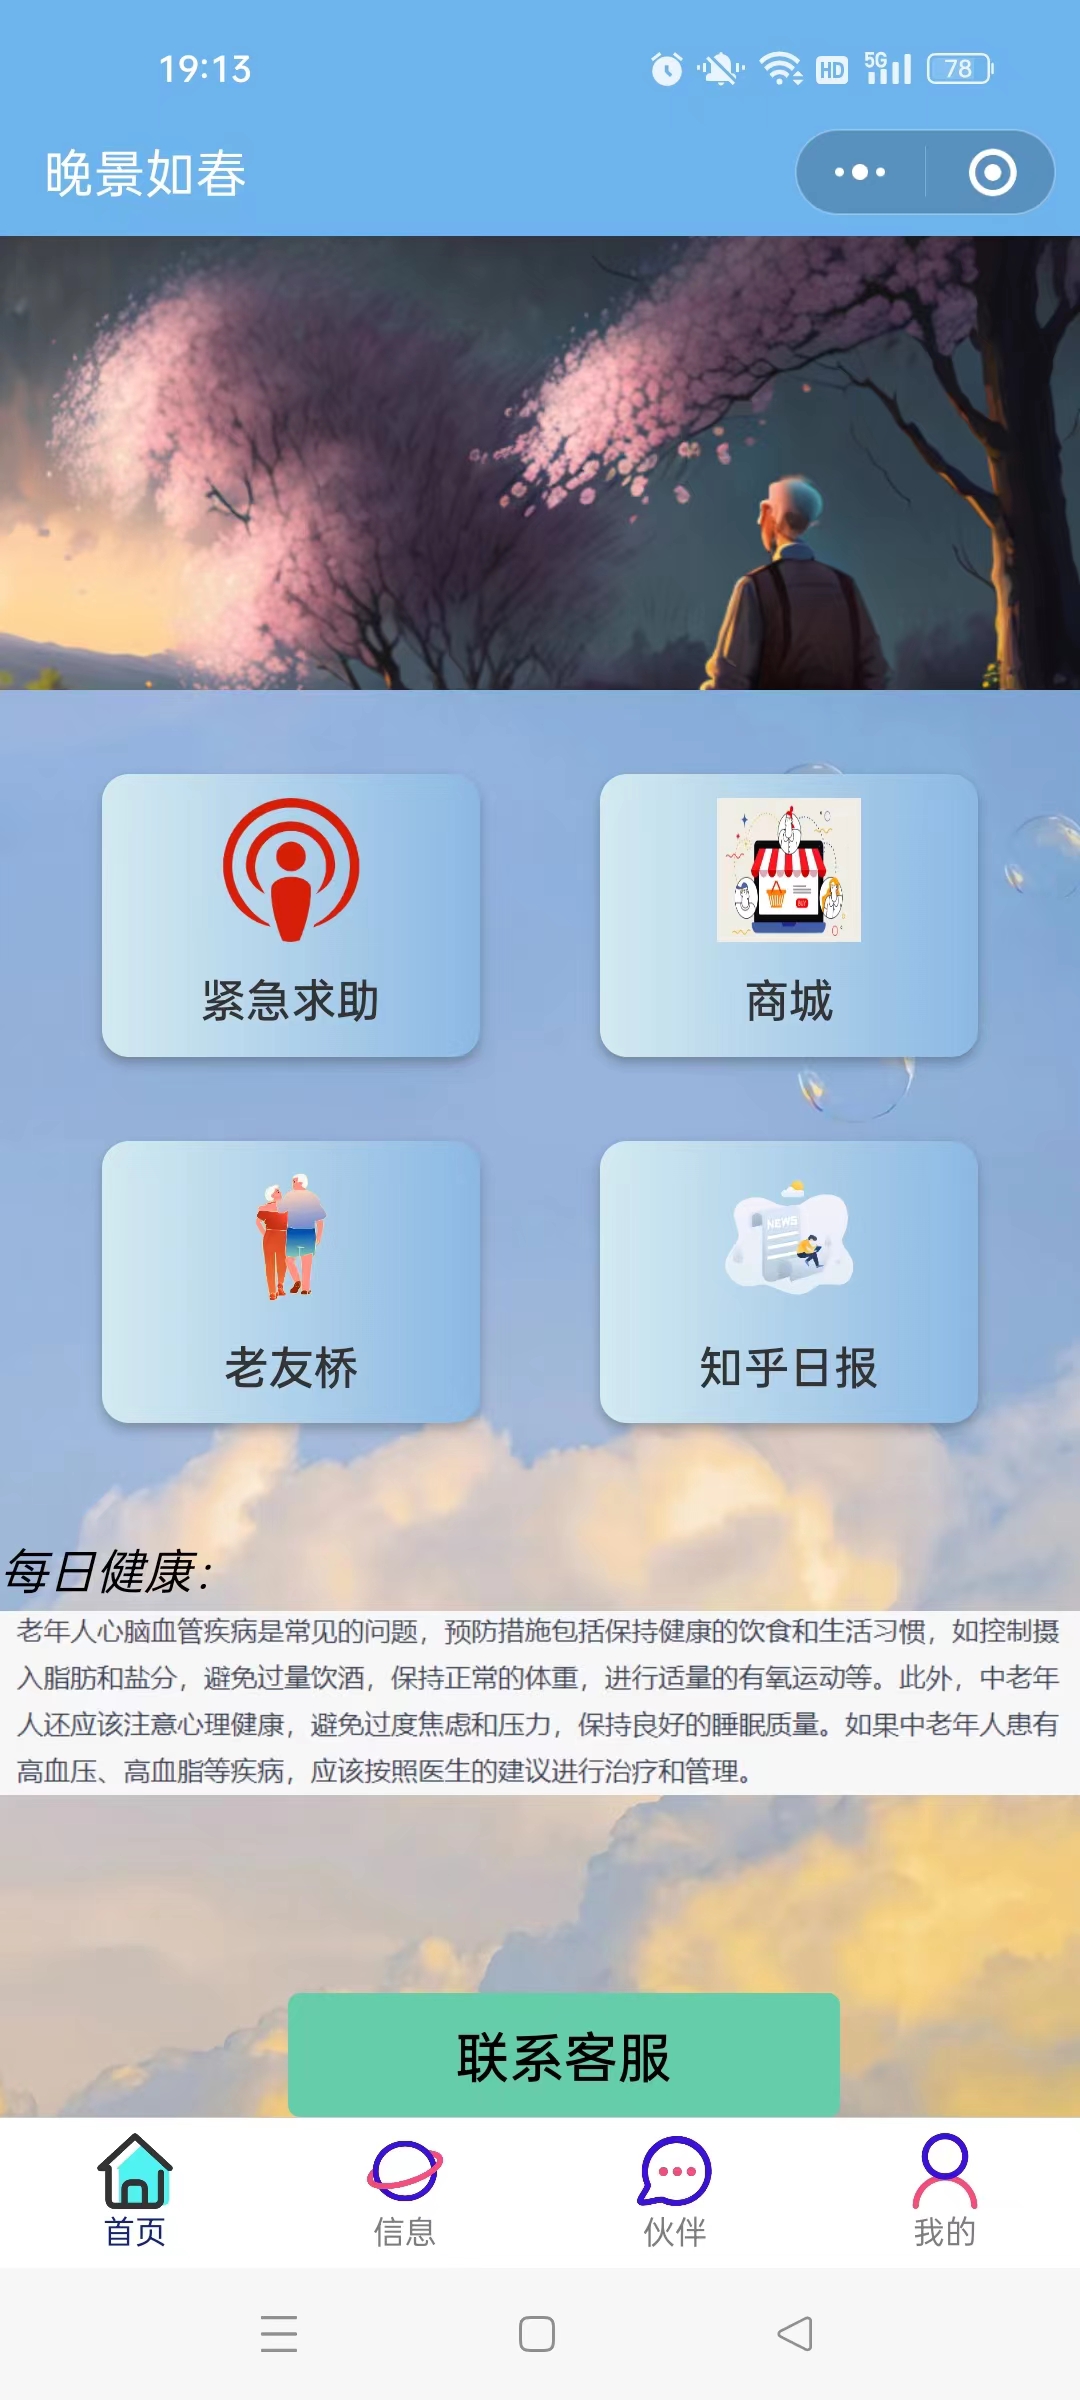 19:13
HD
5G
78
晚景如春
紧急求助
商城
BUY
NEWS
老友桥
知乎日报
每日健康：
老年人心脑血管疾病是常见的问题，预防措施包括保持健康的饮食和生活习惯，如控制摄
入脂肪和盐分，避免过量饮酒，保持正常的体重，进行适量的有氧运动等。此外，中老年
人还应该注意心理健康，避免过度焦虑和压力，保持良好的睡眠质量。如果中老年人患有
高血压、高血脂等疾病，应该按照医生的建议进行治疗和管理。
联系客服
首页
信息
伙伴
我的